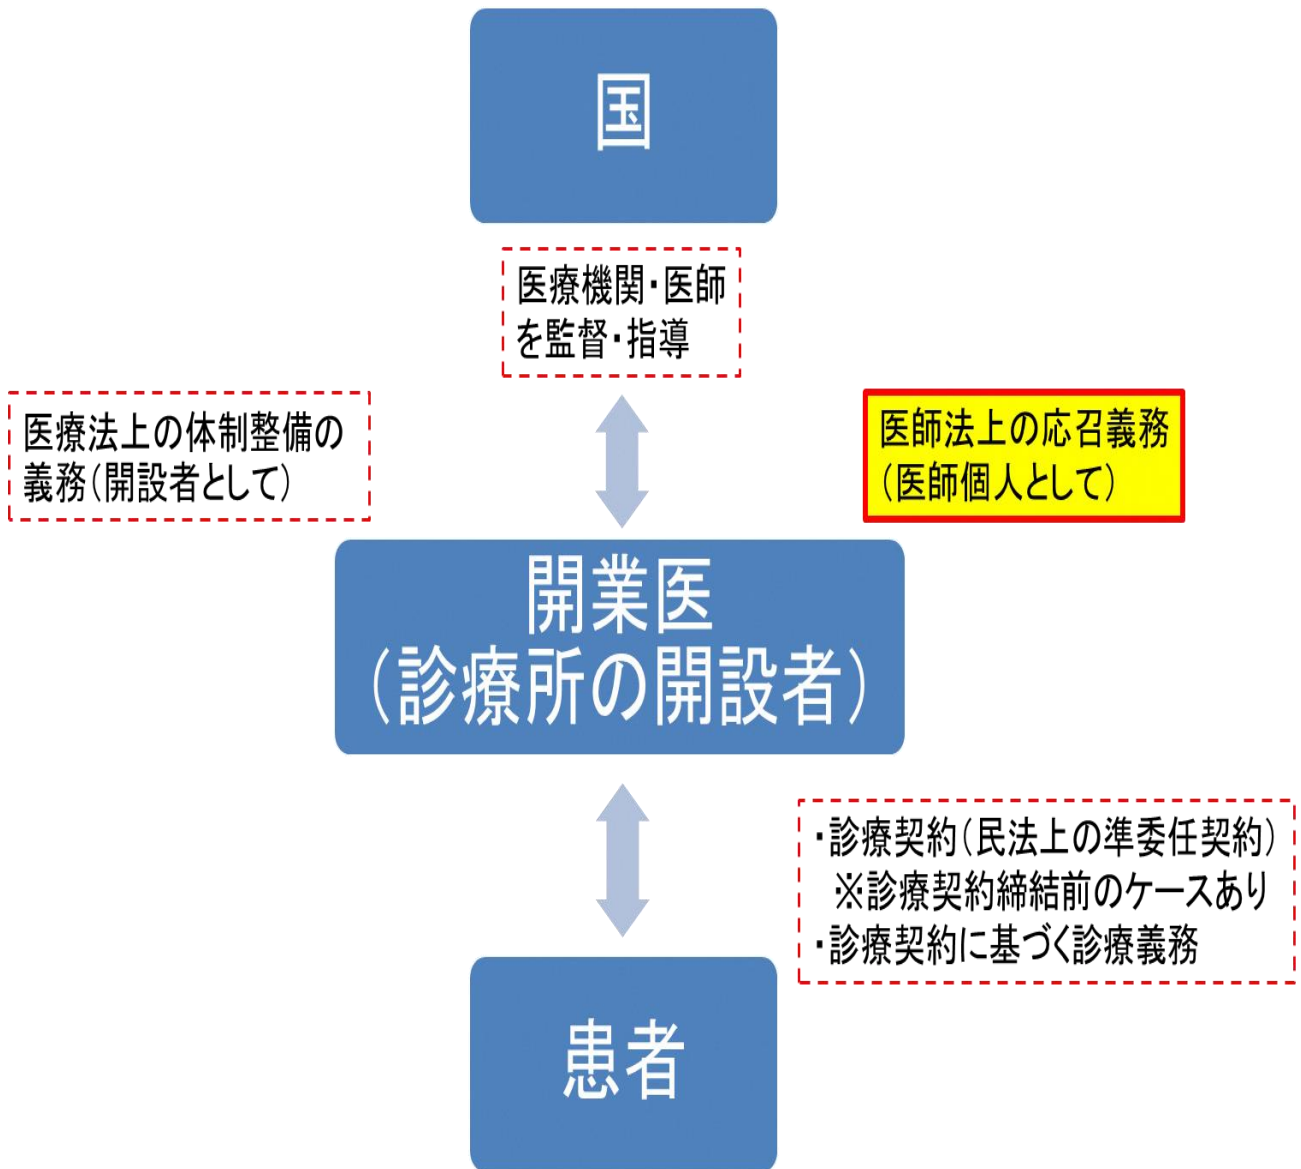 国
医療機関・医師
を監督・指導
医療法上の体制整備の
義務(開設者として)
医師法上の応召義務
(医師個人として)
開業医
(診療所の開設者)
・診療契約(民法上の準委任契約)
※診療契約締結前のケースあり
・診療契約に基づく診療義務
患者